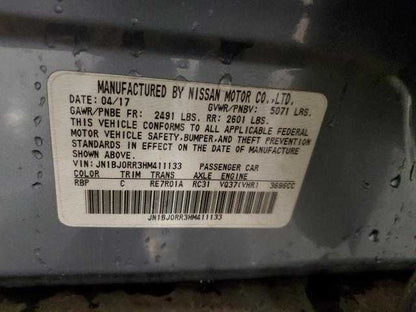 MANUFACTURED BY NISSAN MOTOR CO.,LTD.
DATE: 04/17 GVWR/PNBV: 5071 LBS.
GAWR/PNBE FR: 2491 LBS. RR: 2601 LBS.
THIS VEHICLE CONFORMS TO ALL APPLICABLE FEDERAL
MOTOR VEHICLE SAFETY, BUMPER, AND THEFT PREVENTION
STANDARDS IN EFFECT ON THE DATE OF MANUFACTURE
SHOWN ABOVE.
VIN: JN1BJ0RR3HM411133 PASSENGER CAR
COLOR TRIM TRANS AXLE ENGINE
RBP C RE7R01A RC31 VQ37(VHR) 3696CC
JN1BJ0RR3HM411133